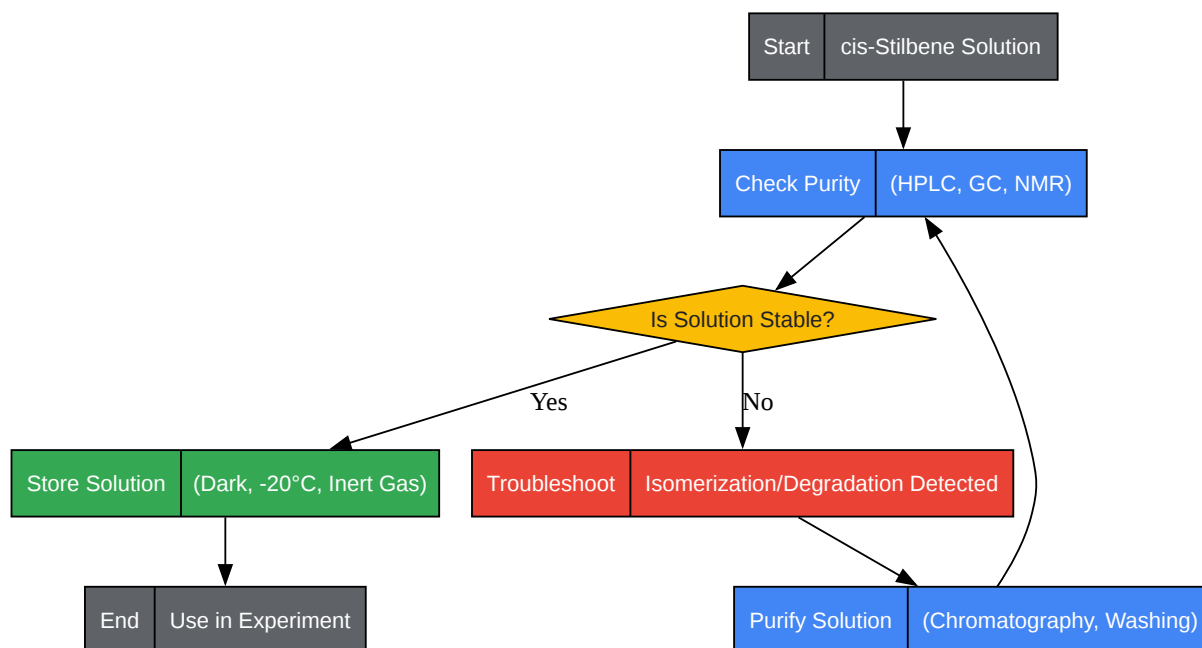 Start cis-Stilbene Solution
Check Purity (HPLC, GC, NMR)
Is Solution Stable?
Yes
No
Store Solution (Dark, -20°C, Inert Gas)
Troubleshoot Isomerization/Degradation Detected
End Use in Experiment
Purify Solution (Chromatography, Washing)